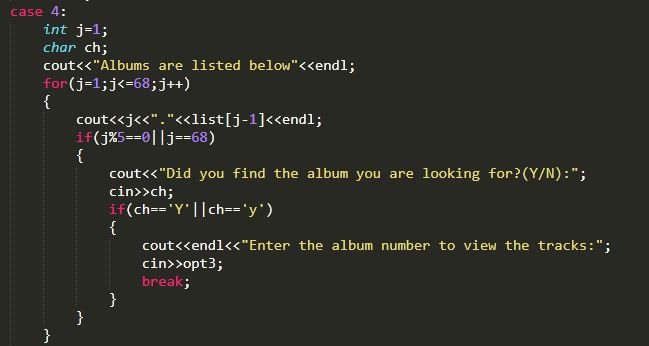 case 4:
int j=1;
char ch;
cout<<"Albums are listed below"<<endl;
for(j=1;j<=68;j++)
{
cout<<j<<"."<<list[j-1]<<endl;
if(j%5==0||j==68)
{
cout<<"Did you find the album you are looking for?(Y/N):";
cin>>ch;
if(ch=='Y'||ch=='y')
{
cout<<endl<<"Enter the album number to view the tracks:";
cin>>opt3;
break;
}
}
}